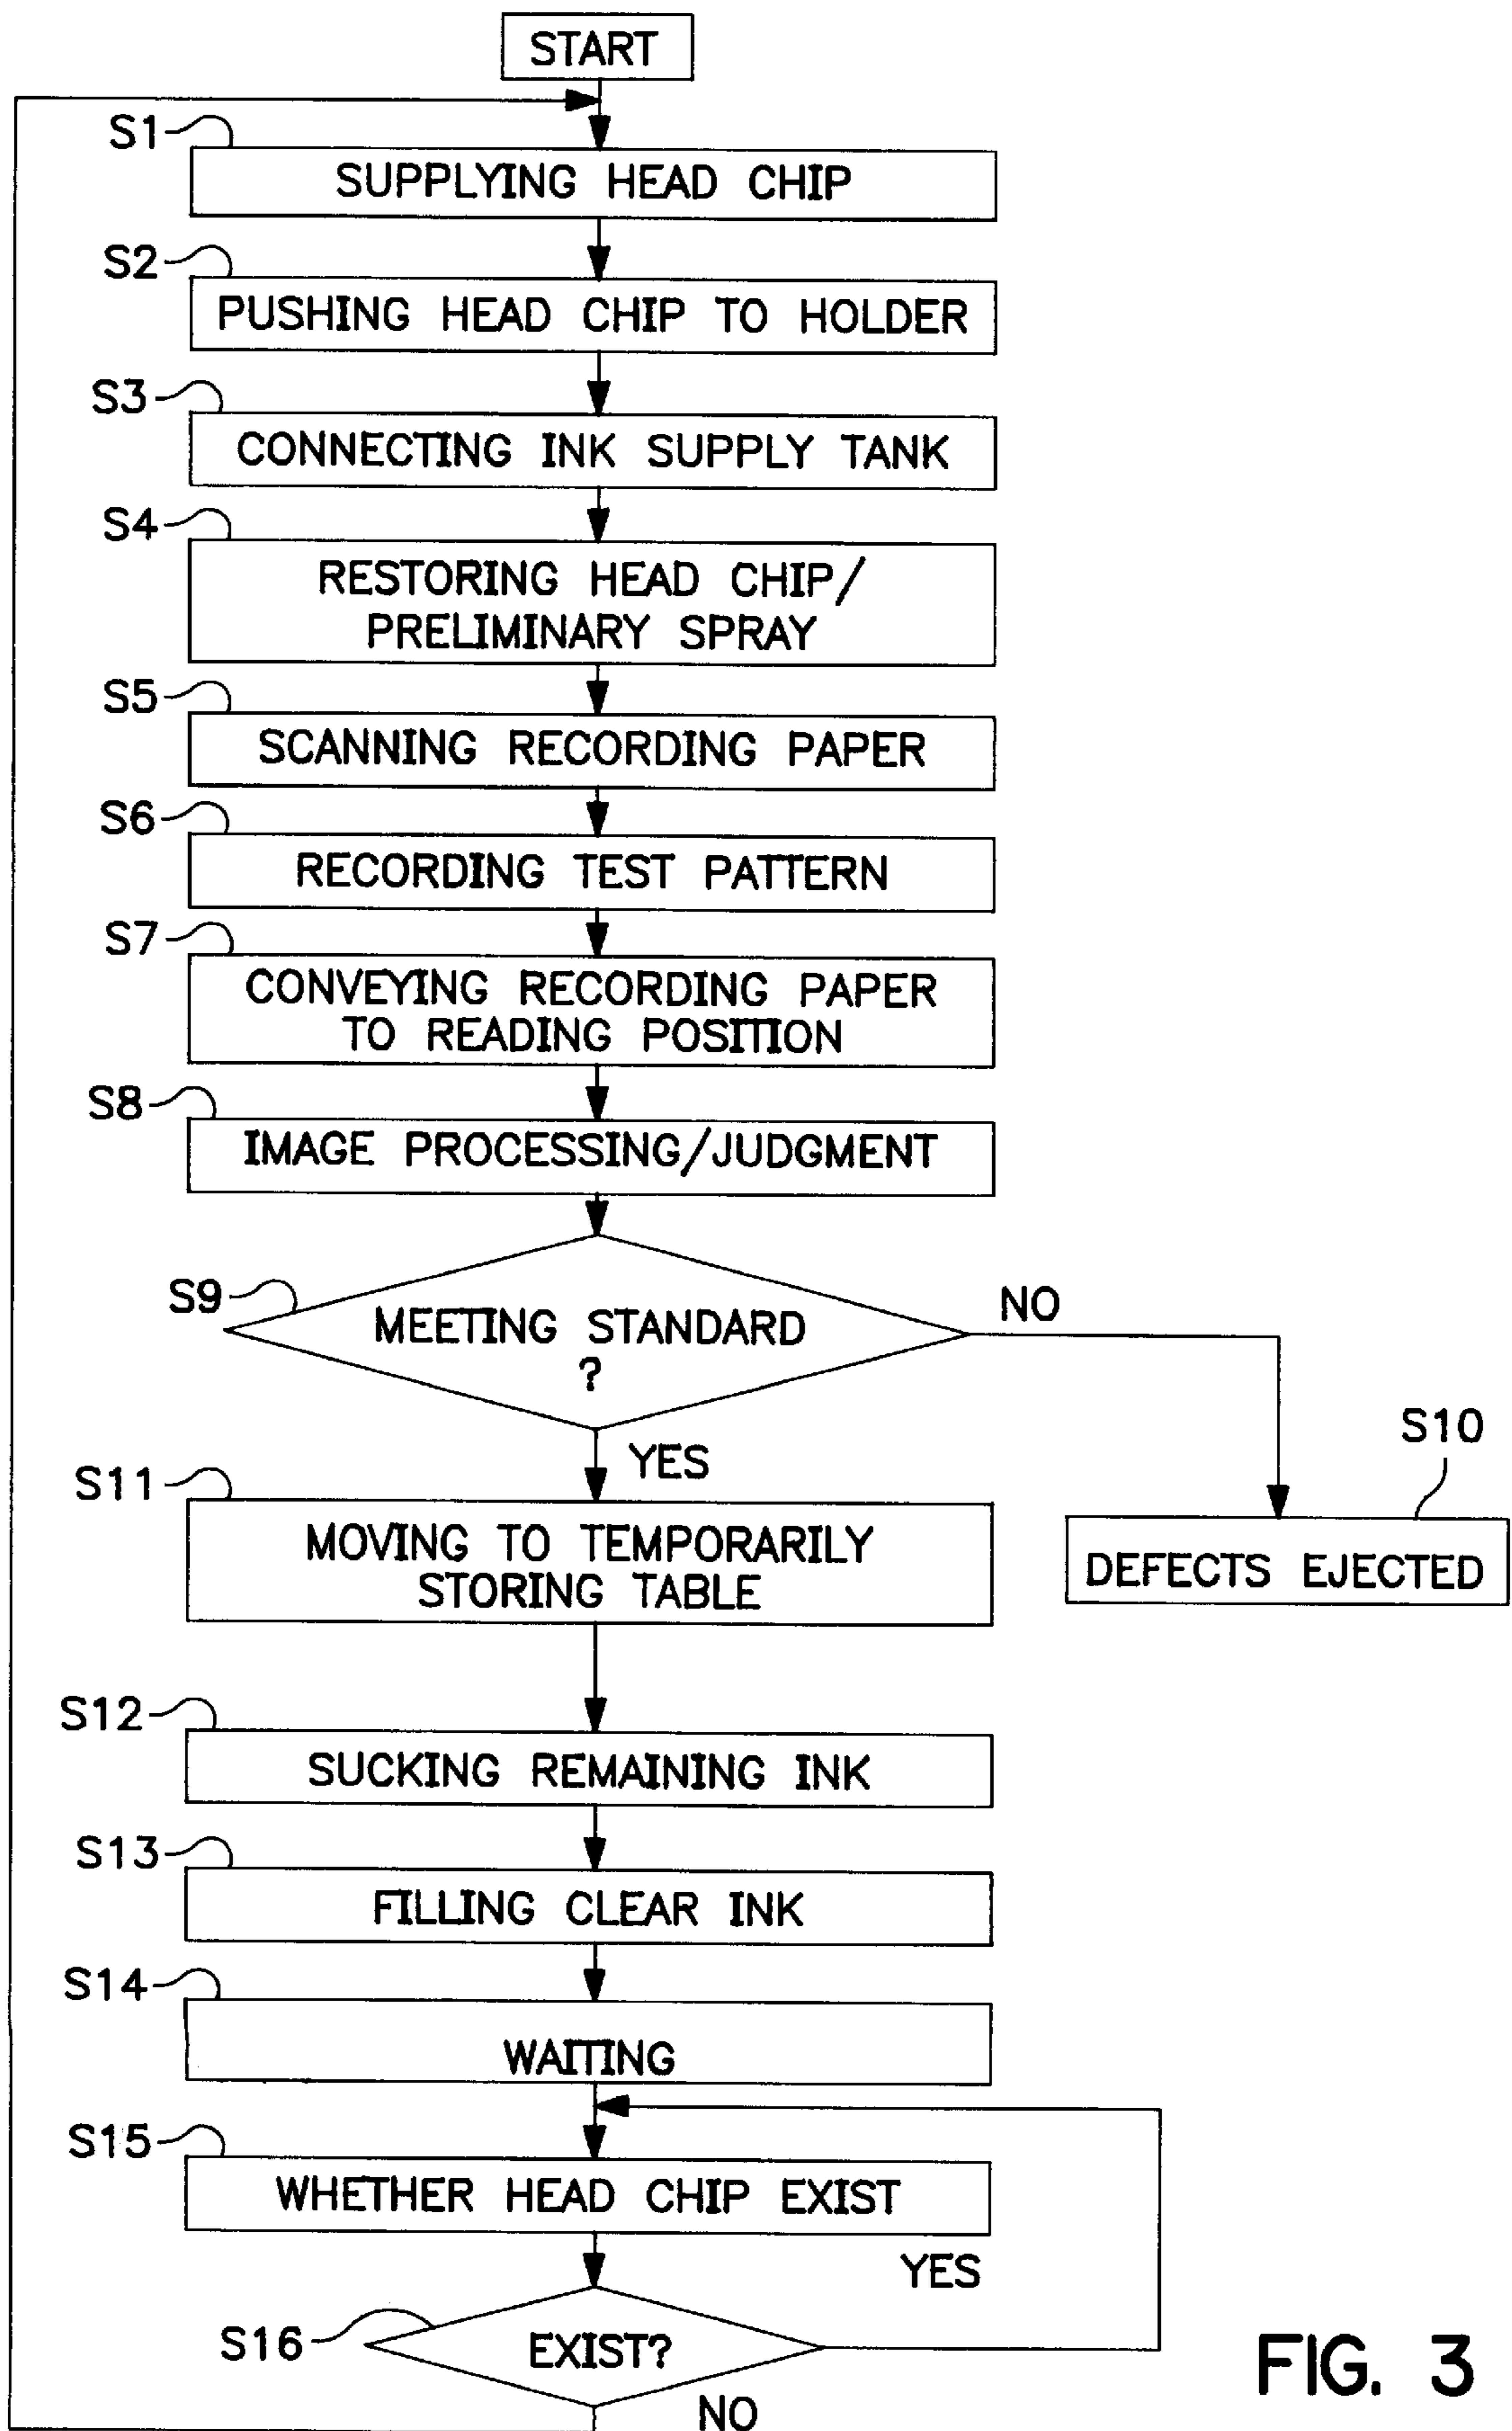 START
S1
SUPPLYING HEAD CHIP
S2
PUSHING HEAD CHIP TO HOLDER
S3
CONNECTING INK SUPPLY TANK
S4
RESTORING HEAD CHIP/
PRELIMINARY SPRAY
S5
SCANNING RECORDING PAPER
S6
RECORDING TEST PATTERN
S7
CONVEYING RECORDING PAPER
TO READING POSITION
S8
IMAGE PROCESSING/JUDGMENT
S9
MEETING STANDARD
?
NO
YES
S10
DEFECTS EJECTED
S11
MOVING TO TEMPORARILY
STORING TABLE
S12
SUCKING REMAINING INK
S13
FILLING CLEAR INK
S14
WAITING
S15
WHETHER HEAD CHIP EXIST
YES
S16
EXIST?
NO
FIG. 3